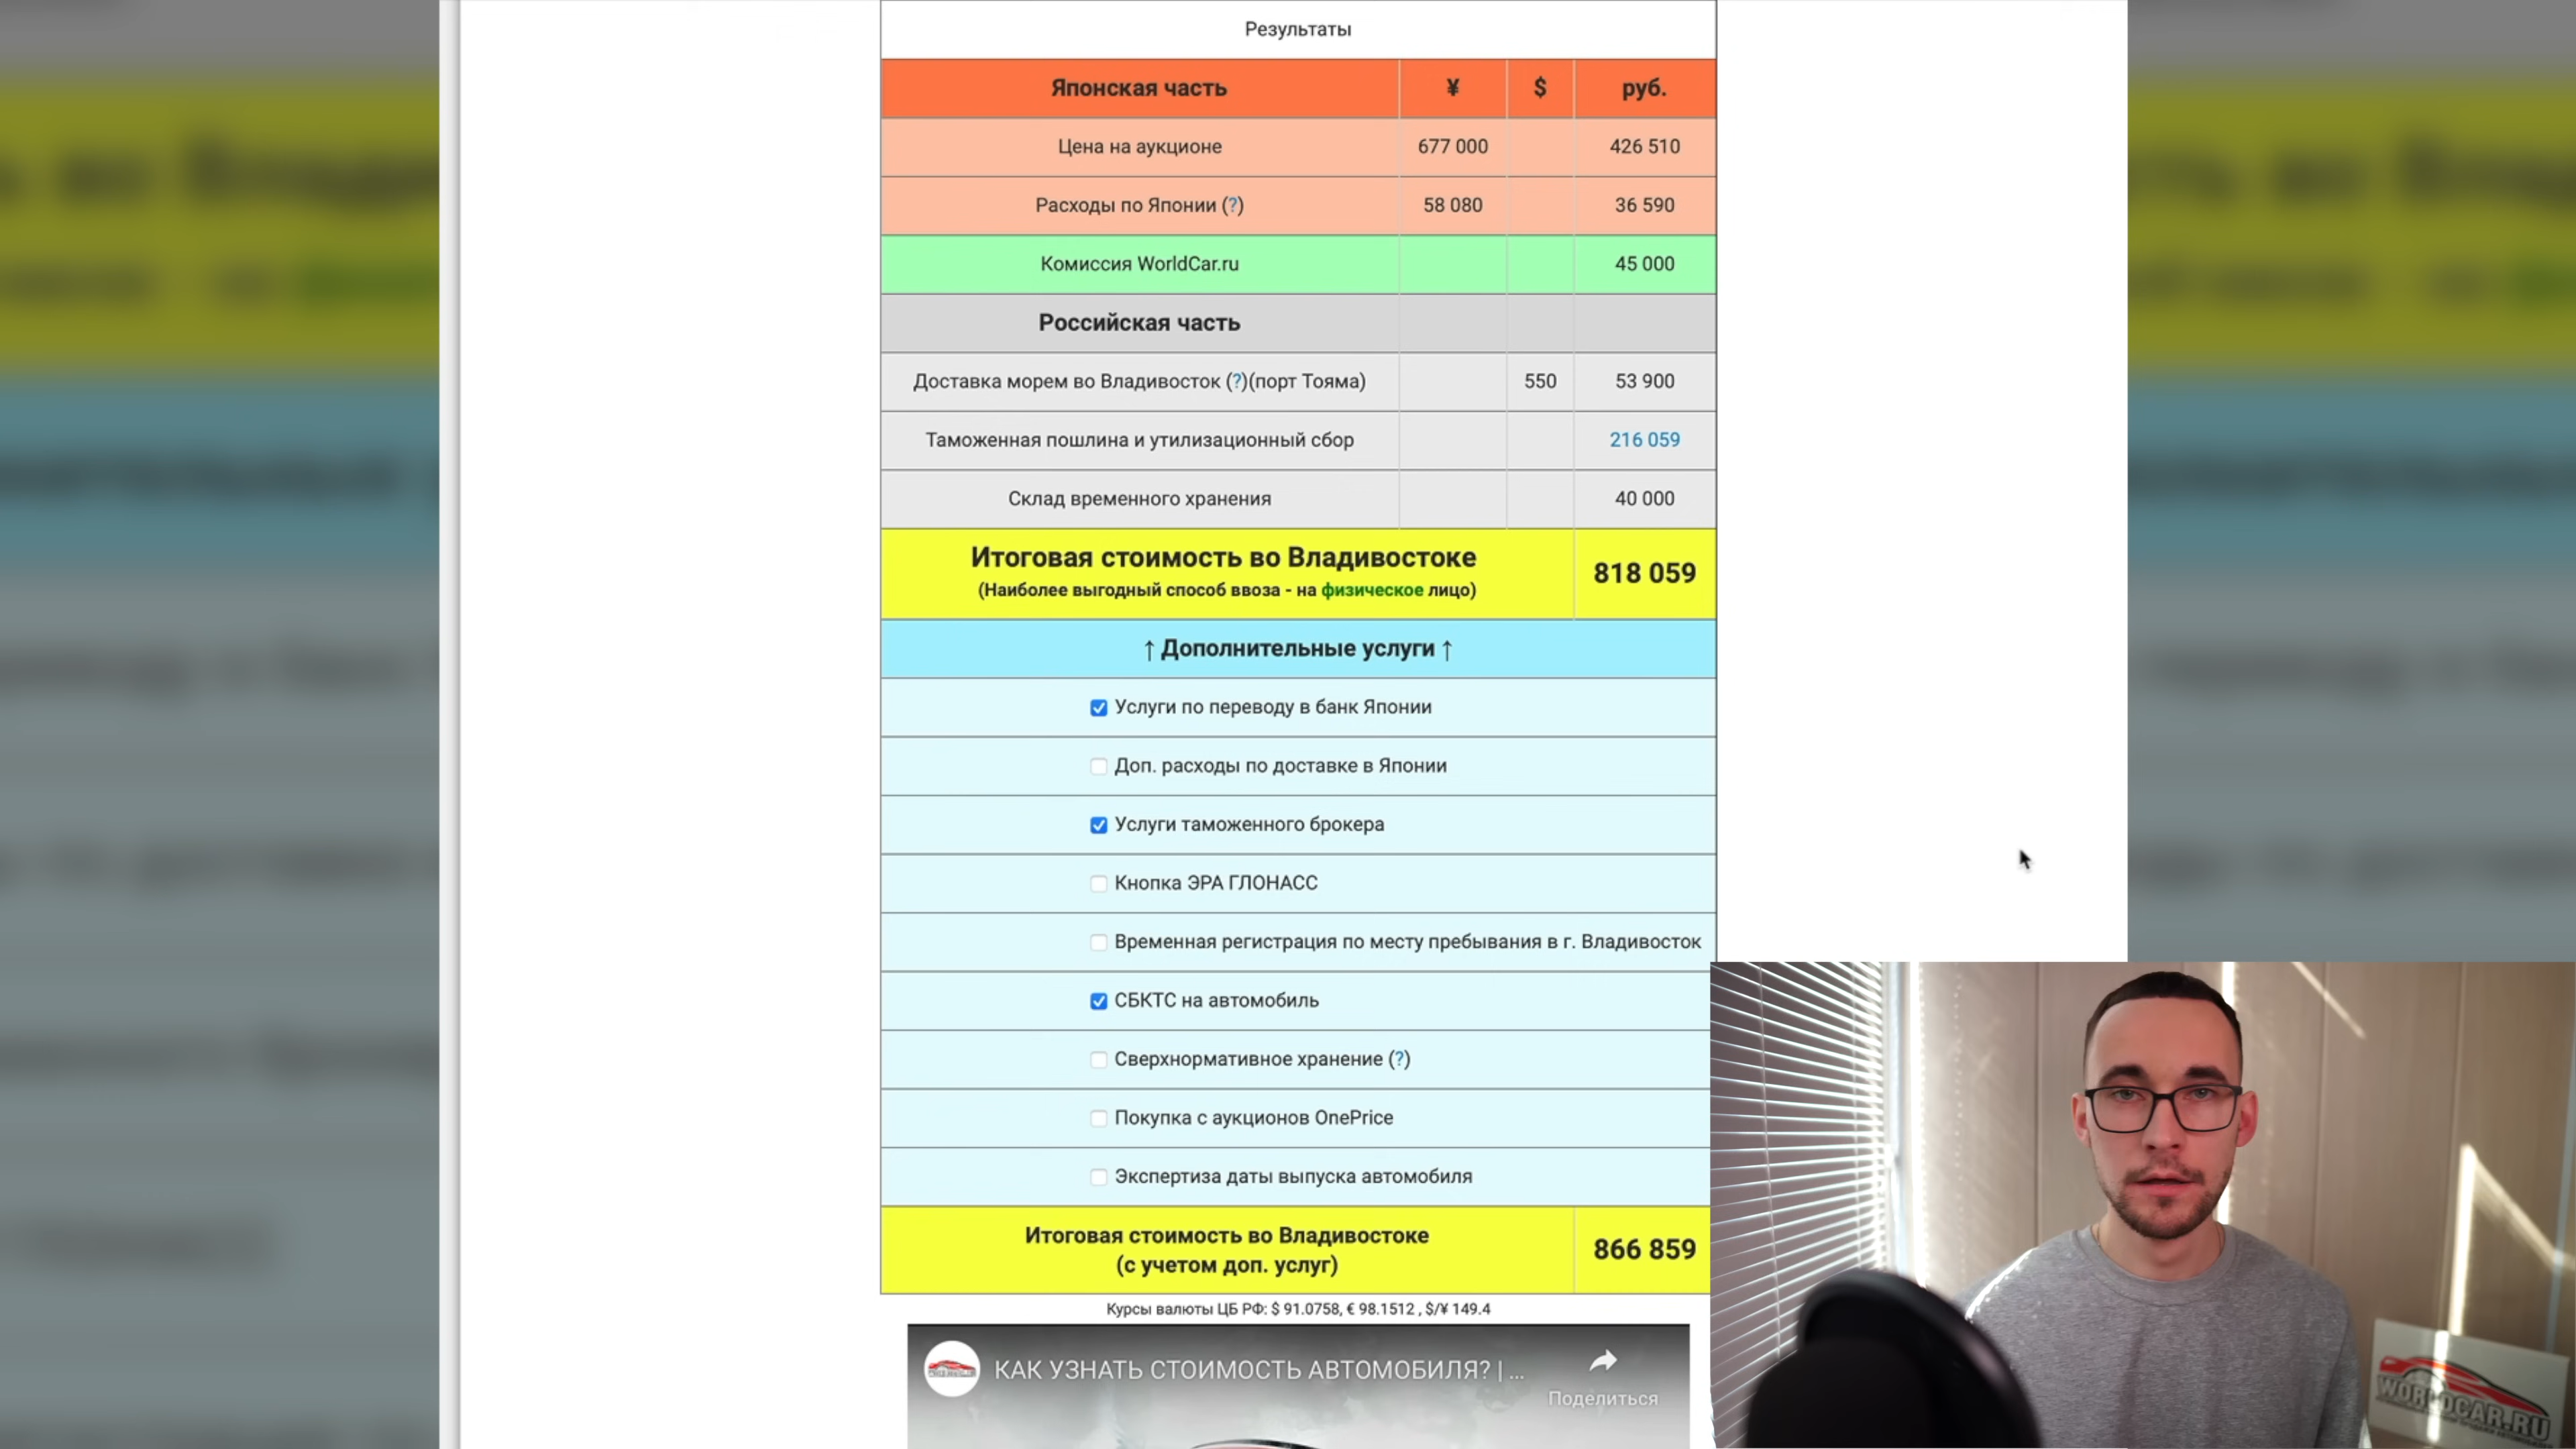 Результаты
Японская часть ¥ $ руб.
Цена на аукционе 677 000 426 510
Расходы по Японии (?) 58 080 36 590
Комиссия WorldCar.ru 45 000
Российская часть
Доставка морем во Владивосток (?)(порт Тояма) 550 53 900
Таможенная пошлина и утилизационный сбор 216 059
Склад временного хранения 40 000
Итоговая стоимость во Владивостоке 818 059
(Наиболее выгодный способ ввоза - на физическое лицо)
↑ Дополнительные услуги ↑
Услуги по переводу в банк Японии
Доп. расходы по доставке в Японии
Услуги таможенного брокера
Кнопка ЭРА ГЛОНАСС
Временная регистрация по месту пребывания в г. Владивосток
СБКТС на автомобиль
Сверхнормативное хранение (?)
Покупка с аукционов OnePrice
Экспертиза даты выпуска автомобиля
Итоговая стоимость во Владивостоке 866 859
(с учетом доп. услуг)
Курсы валюты ЦБ РФ: $ 91.0758, € 98.1512 , $/¥ 149.4
КАК УЗНАТЬ СТОИМОСТЬ АВТОМОБИЛЯ? | ...
Поделиться
WORLDCAR.RU